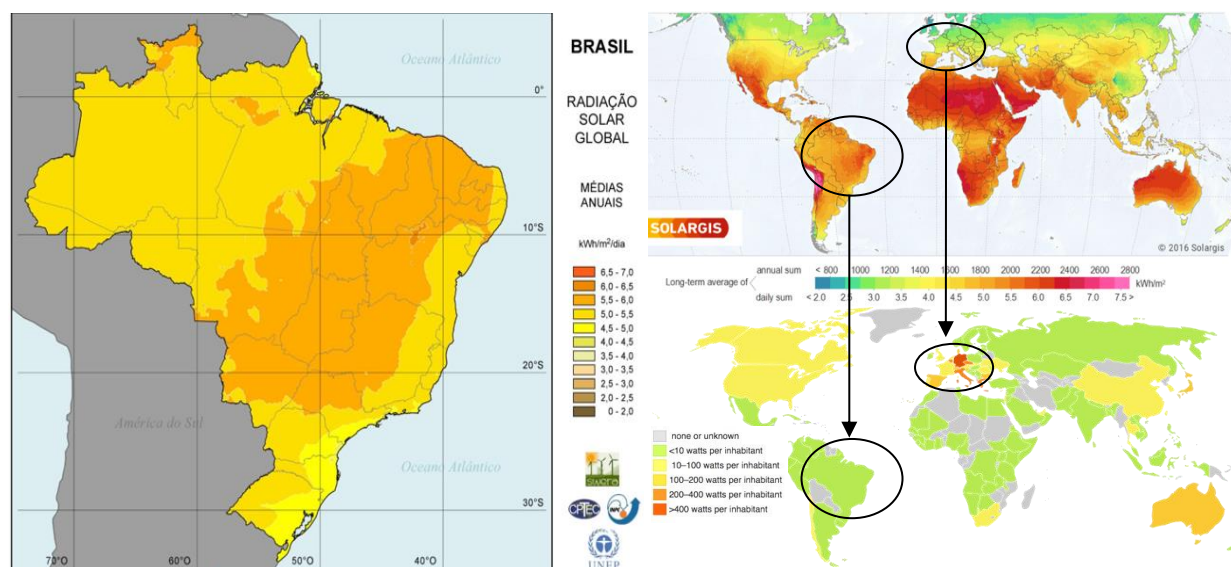 Oceano Atlântico
0°
10°S
20°S
30°S
América do Sul
Oceano Atlântico
70°O
60°O
50°O
40°O
BRASIL
RADIAÇÃO
SOLAR
GLOBAL
MÉDIAS
ANUAIS
kWh/m²/dia
6,5 - 7,0
6,0 - 6,5
5,5 - 6,0
5,0 - 5,5
4,5 - 5,0
4,0 - 4,5
3,5 - 4,0
3,0 - 3,5
2,5 - 3,0
2,0 - 2,5
0 - 2,0
swera
CPTEC
UNEP
SOLARGIS
© 2016 Solargis
Long-term average of
annual sum
< 800 1000 1200 1400 1600 1800 2000 2200 2400 2600 2800
kWh/m²
daily sum
< 2.0 2.5 3.0 3.5 4.0 4.5 5.0 5.5 6.0 6.5 7.0 7.5 >
none or unknown
<10 watts per inhabitant
10–100 watts per inhabitant
100–200 watts per inhabitant
200–400 watts per inhabitant
>400 watts per inhabitant